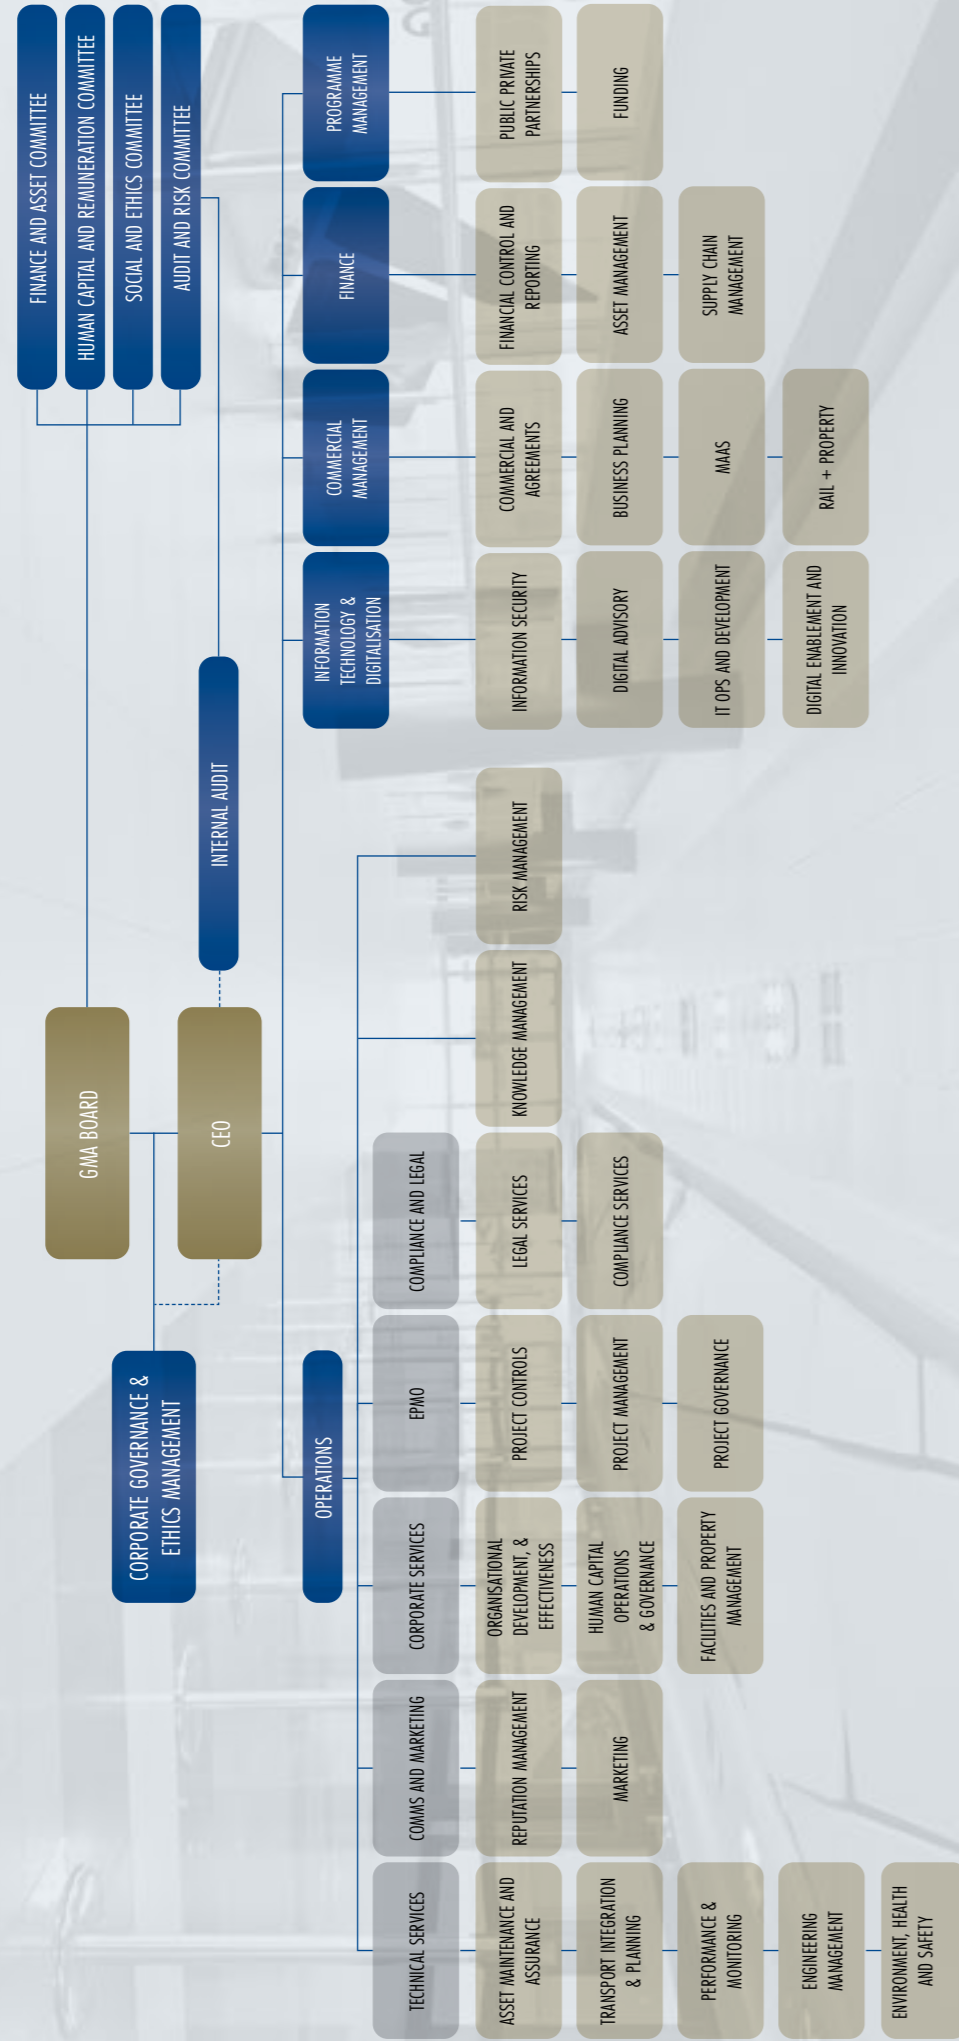 FINANCE AND ASSET COMMITTEE
HUMAN CAPITAL AND REMUNERATION COMMITTEE
SOCIAL AND ETHICS COMMITTEE
AUDIT AND RISK COMMITTEE
GMA BOARD
CORPORATE GOVERNANCE &
ETHICS MANAGEMENT
CEO
INTERNAL AUDIT
OPERATIONS
INFORMATION
TECHNOLOGY &
DIGITALISATION
COMMERCIAL
MANAGEMENT
FINANCE
PROGRAMME
MANAGEMENT
TECHNICAL SERVICES
ASSET MAINTENANCE AND
ASSURANCE
TRANSPORT INTEGRATION
& PLANNING
PERFORMANCE &
MONITORING
ENGINEERING
MANAGEMENT
ENVIRONMENT, HEALTH
AND SAFETY
COMMS AND MARKETING
REPUTATION MANAGEMENT
MARKETING
CORPORATE SERVICES
ORGANISATIONAL
DEVELOPMENT, &
EFFECTIVENESS
HUMAN CAPITAL
OPERATIONS
& GOVERNANCE
FACILITIES AND PROPERTY
MANAGEMENT
EPMO
PROJECT CONTROLS
PROJECT MANAGEMENT
PROJECT GOVERNANCE
COMPLIANCE AND LEGAL
LEGAL SERVICES
COMPLIANCE SERVICES
KNOWLEDGE MANAGEMENT
RISK MANAGEMENT
INFORMATION SECURITY
DIGITAL ADVISORY
IT OPS AND DEVELOPMENT
DIGITAL ENABLEMENT AND
INNOVATION
COMMERCIAL AND
AGREEMENTS
BUSINESS PLANNING
MAAS
RAIL + PROPERTY
FINANCIAL CONTROL AND
REPORTING
ASSET MANAGEMENT
SUPPLY CHAIN
MANAGEMENT
PUBLIC PRIVATE
PARTNERSHIPS
FUNDING